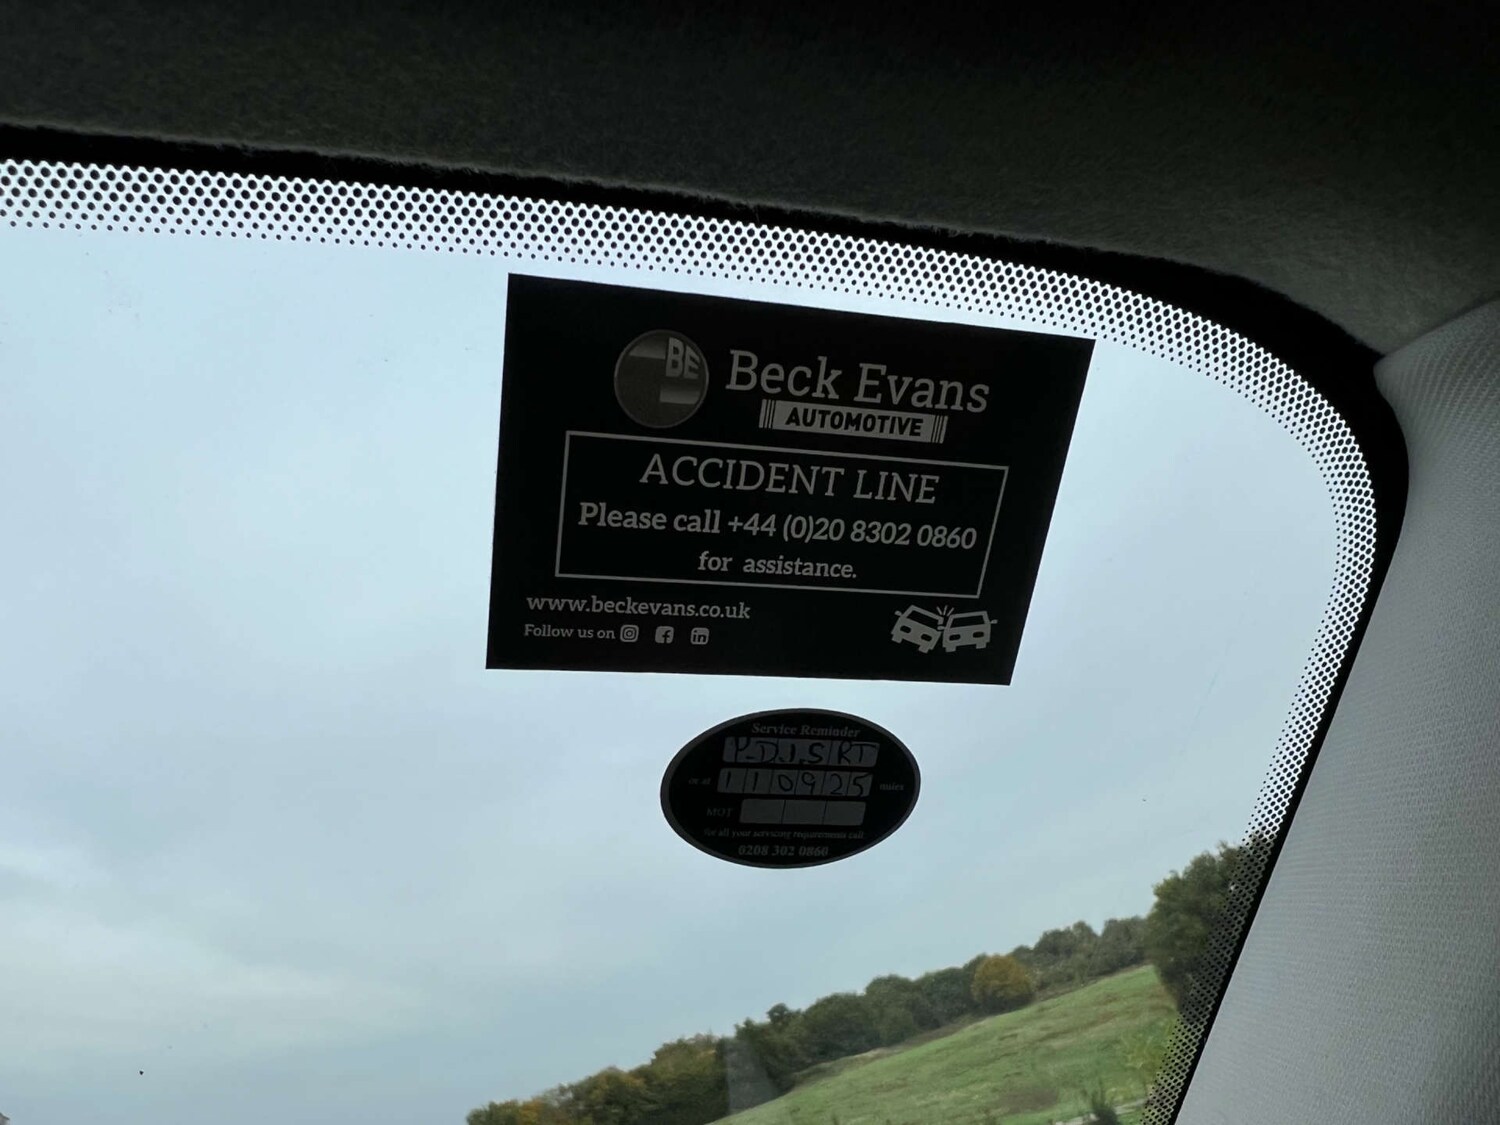 BE
Beck Evans
AUTOMOTIVE
ACCIDENT LINE
Please call +44 (0)20 8302 0860
for assistance.
www.beckevans.co.uk
Follow us on
Service Reminder
or at 110925 miles
MOT
for all your servicing requirements call
0208 302 0860